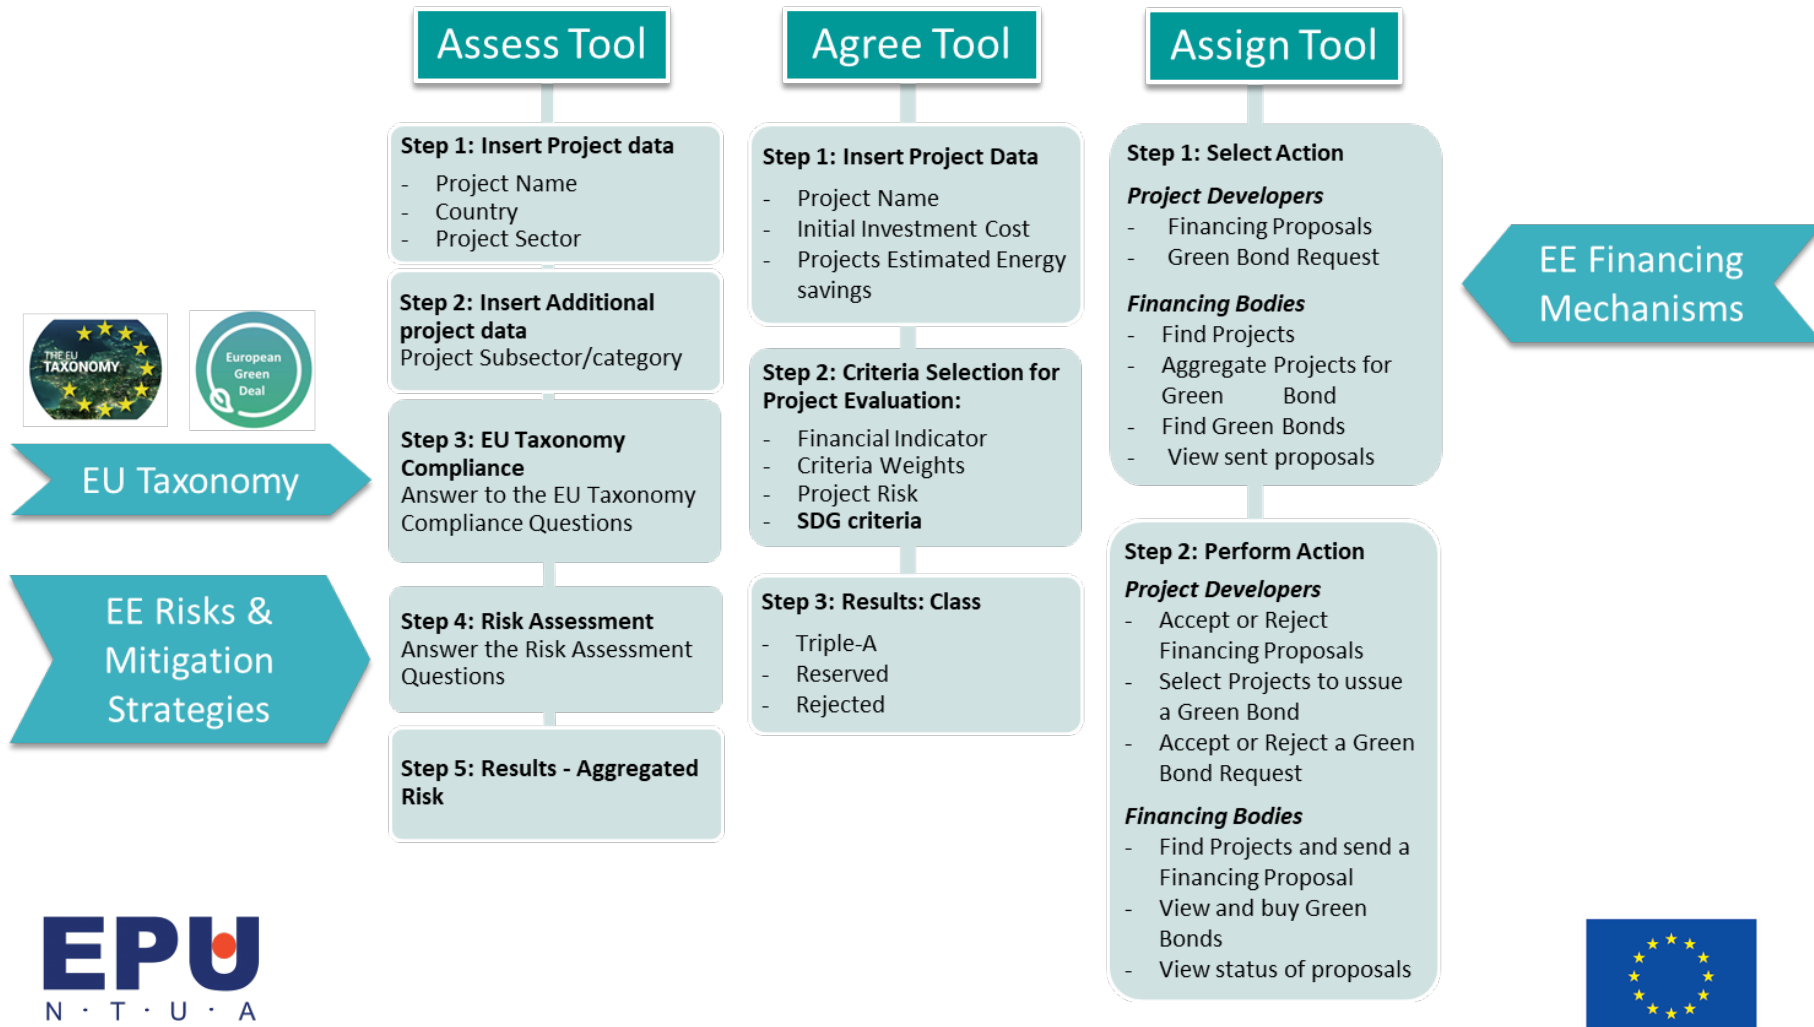 Assess Tool
Step 1: Insert Project data
- Project Name
- Country
- Project Sector
Step 2: Insert Additional
project data
Project Subsector/category
Step 3: EU Taxonomy
Compliance
Answer to the EU Taxonomy
Compliance Questions
Step 4: Risk Assessment
Answer the Risk Assessment
Questions
Step 5: Results - Aggregated
Risk
Agree Tool
Step 1: Insert Project Data
- Project Name
- Initial Investment Cost
- Projects Estimated Energy
savings
Step 2: Criteria Selection for
Project Evaluation:
- Financial Indicator
- Criteria Weights
- Project Risk
- SDG criteria
Step 3: Results: Class
- Triple-A
- Reserved
- Rejected
Assign Tool
Step 1: Select Action
Project Developers
- Financing Proposals
- Green Bond Request
Financing Bodies
- Find Projects
- Aggregate Projects for
Green Bond
- Find Green Bonds
- View sent proposals
Step 2: Perform Action
Project Developers
- Accept or Reject
Financing Proposals
- Select Projects to ussue
a Green Bond
- Accept or Reject a Green
Bond Request
Financing Bodies
- Find Projects and send a
Financing Proposal
- View and buy Green
Bonds
- View status of proposals
THE EU
TAXONOMY
European
Green
Deal
EU Taxonomy
EE Risks &
Mitigation
Strategies
EE Financing
Mechanisms
EPU
N · T · U · A